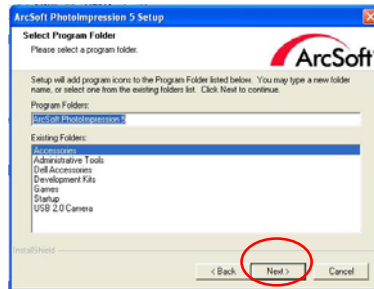 ArcSoft PhotoImpression 5 Setup
Select Program Folder
Please select a program folder.
ArcSoft
Setup will add program icons to the Program Folder listed below. You may type a new folder
name, or select one from the existing folders list. Click Next to continue.
Program Folders:
ArcSoft PhotoImpression 5
Existing Folders:
Accessories
Administrative Tools
Dell Accessories
Development Kits
Games
Startup
USB 2.0 Camera
InstallShield
< Back
Next >
Cancel